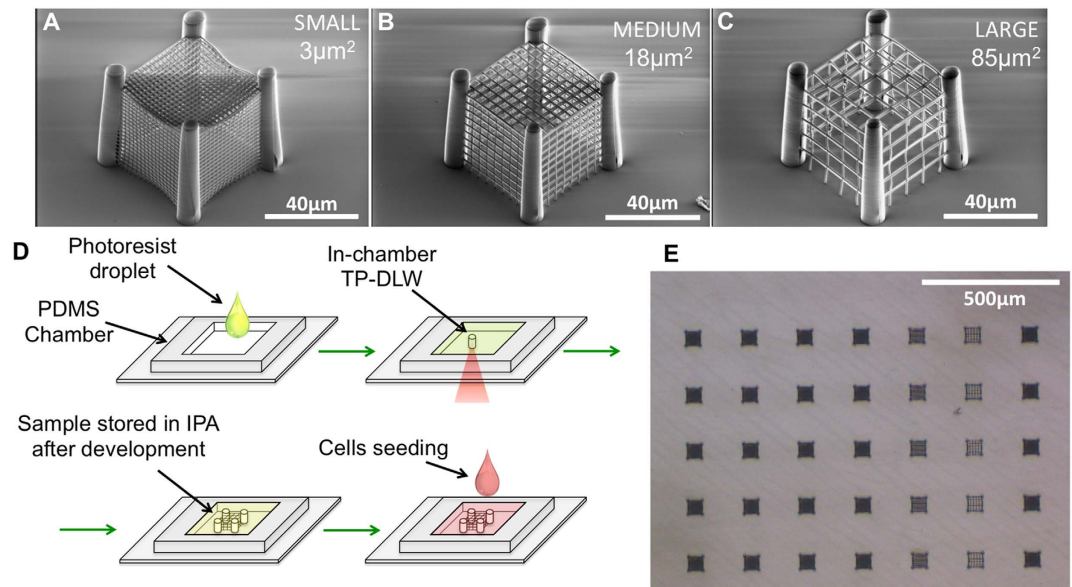 A
SMALL
3µm²
40µm
B
MEDIUM
18µm²
40µm
C
LARGE
85µm²
40µm
D
Photoresist
droplet
PDMS
Chamber
In-chamber
TP-DLW
Sample stored in IPA
after development
Cells seeding
E
500µm